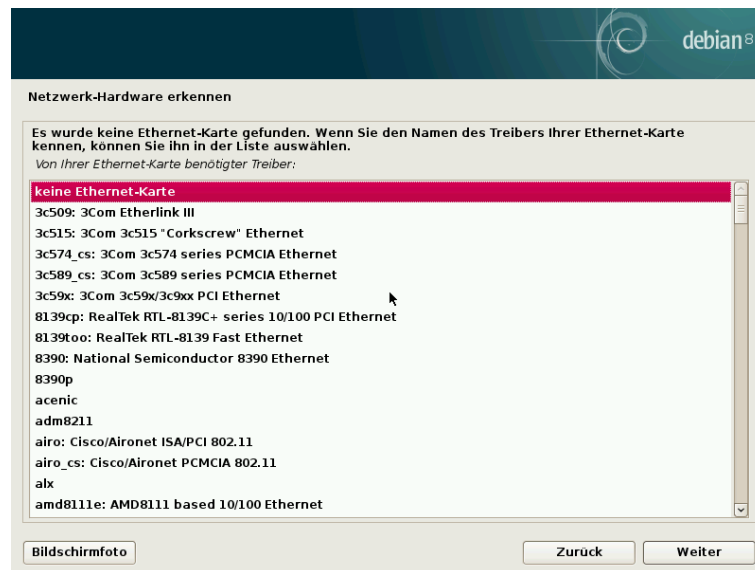 debian 8
Netzwerk-Hardware erkennen
Es wurde keine Ethernet-Karte gefunden. Wenn Sie den Namen des Treibers Ihrer Ethernet-Karte
kennen, können Sie ihn in der Liste auswählen.
Von Ihrer Ethernet-Karte benötigter Treiber:
keine Ethernet-Karte
3c509: 3Com Etherlink III
3c515: 3Com 3c515 "Corkscrew" Ethernet
3c574_cs: 3Com 3c574 series PCMCIA Ethernet
3c589_cs: 3Com 3c589 series PCMCIA Ethernet
3c59x: 3Com 3c59x/3c9xx PCI Ethernet
8139cp: RealTek RTL-8139C+ series 10/100 PCI Ethernet
8139too: RealTek RTL-8139 Fast Ethernet
8390: National Semiconductor 8390 Ethernet
8390p
acenic
adm8211
airo: Cisco/Aironet ISA/PCI 802.11
airo_cs: Cisco/Aironet PCMCIA 802.11
alx
amd8111e: AMD8111 based 10/100 Ethernet
Bildschirmfoto
Zurück
Weiter